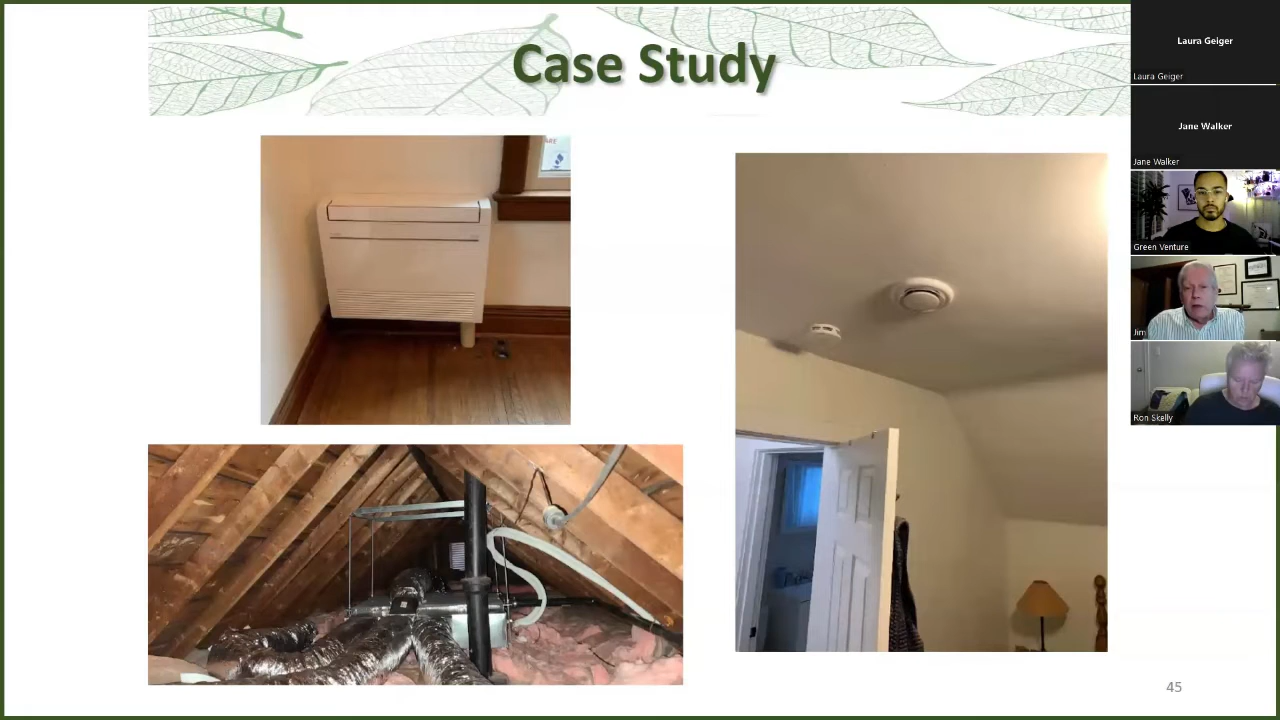 Case Study
Laura Geiger
Laura Geiger
Jane Walker
Jane Walker
Green Venture
Jim
Ron Skelly
45